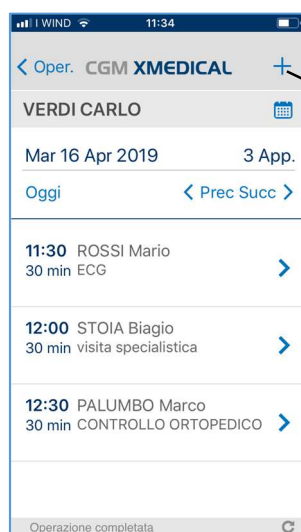 I WIND 11:34
Oper. CGM XMEDICAL +
VERDI CARLO
Mar 16 Apr 2019 3 App.
Oggi Prec Succ
11:30 ROSSI Mario
30 min ECG
12:00 STOIA Biagio
30 min visita specialistica
12:30 PALUMBO Marco
30 min CONTROLLO ORTOPEDICO
Operazione completata